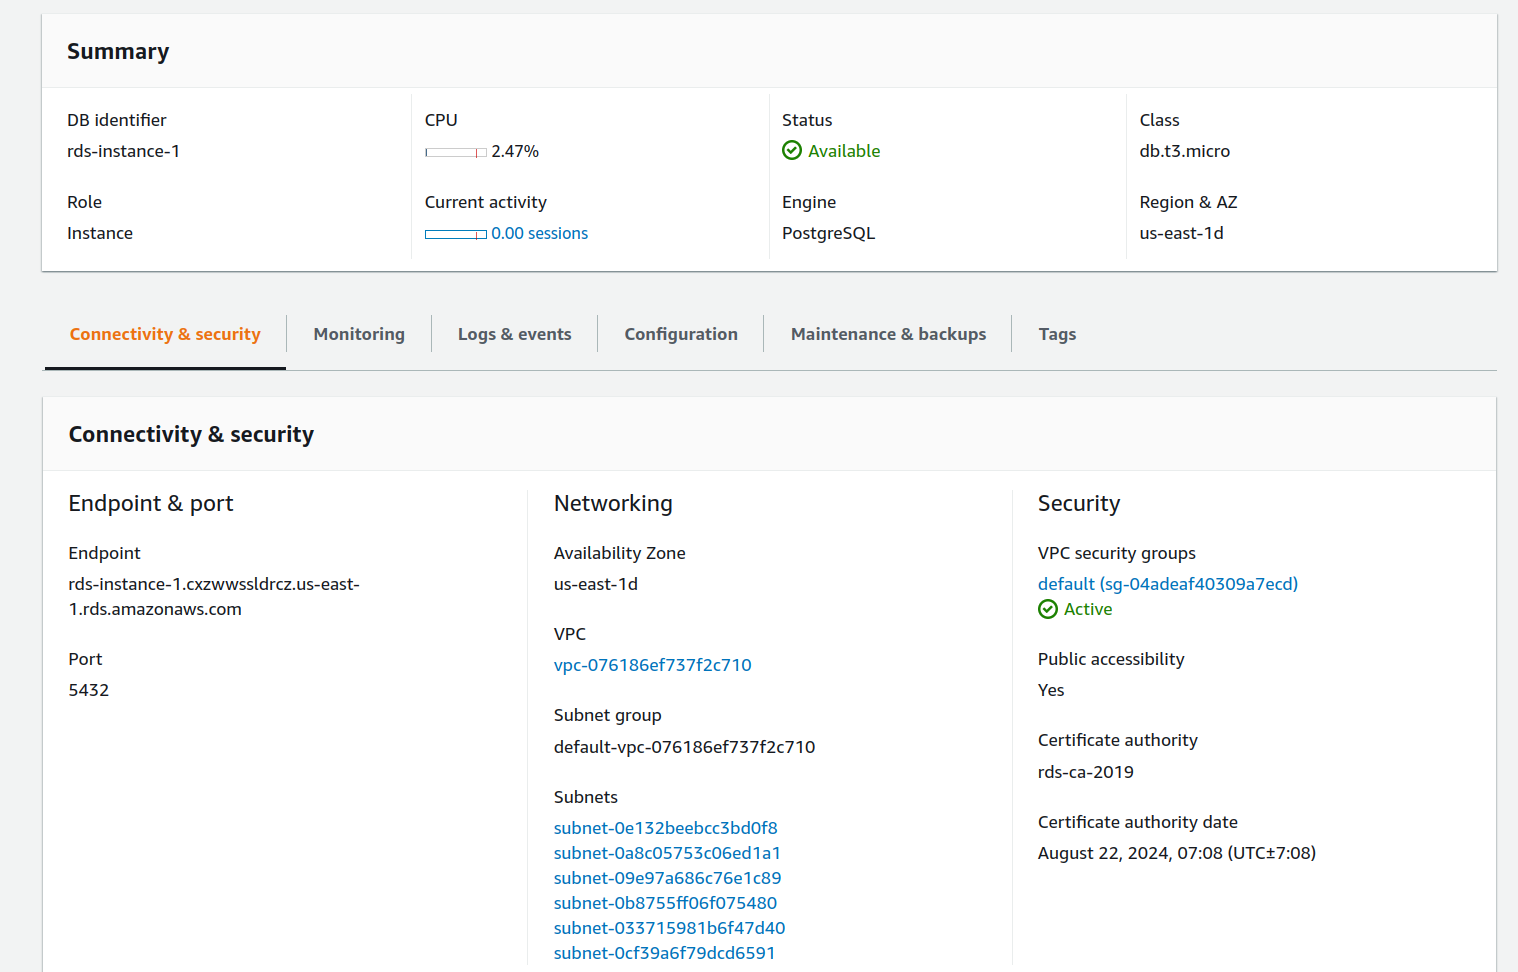 Summary
DB identifier
rds-instance-1
CPU
2.47%
Status
Available
Class
db.t3.micro
Role
Instance
Current activity
0.00 sessions
Engine
PostgreSQL
Region & AZ
us-east-1d
Connectivity & security
Monitoring
Logs & events
Configuration
Maintenance & backups
Tags
Connectivity & security
Endpoint & port
Endpoint
rds-instance-1.cxzwwssldrcz.us-east-
1.rds.amazonaws.com
Port
5432
Networking
Availability Zone
us-east-1d
VPC
vpc-076186ef737f2c710
Subnet group
default-vpc-076186ef737f2c710
Subnets
subnet-0e132beebcc3bd0f8
subnet-0a8c05753c06ed1a1
subnet-09e97a686c76e1c89
subnet-0b8755ff06f075480
subnet-033715981b6f47d40
subnet-0cf39a6f79dcd6591
Security
VPC security groups
default (sg-04adeaf40309a7ecd)
Active
Public accessibility
Yes
Certificate authority
rds-ca-2019
Certificate authority date
August 22, 2024, 07:08 (UTC±7:08)